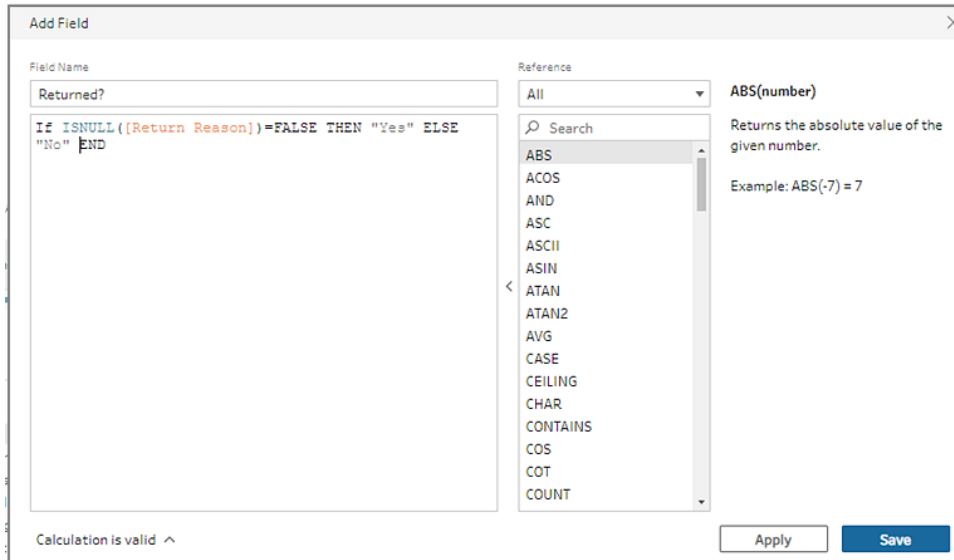 Add Field
Field Name
Returned?
If ISNULL([Return Reason])=FALSE THEN "Yes" ELSE
"No" END
Calculation is valid
Reference
All
Search
ABS
ACOS
AND
ASC
ASCII
ASIN
ATAN
ATAN2
AVG
CASE
CEILING
CHAR
CONTAINS
COS
COT
COUNT
ABS(number)
Returns the absolute value of the
given number.
Example: ABS(-7) = 7
Apply
Save